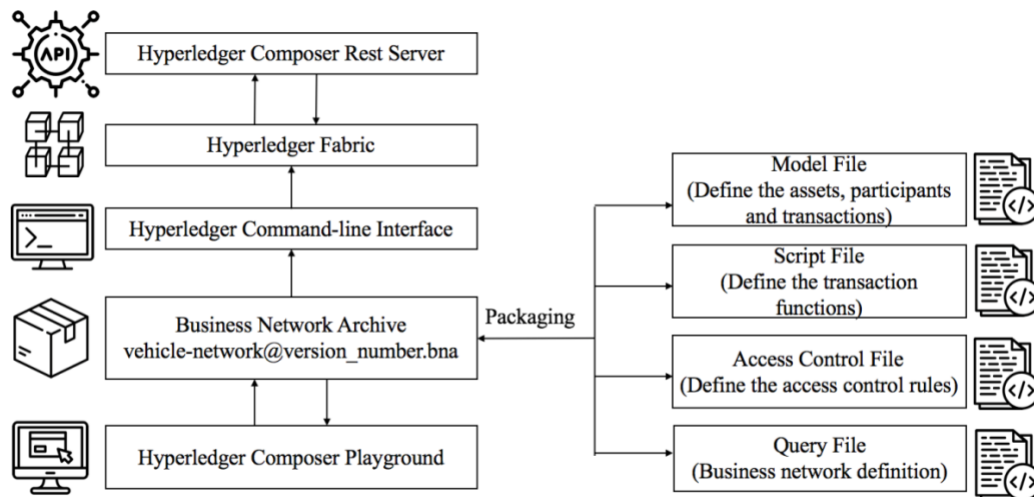 API
Hyperledger Composer Rest Server
Hyperledger Fabric
Hyperledger Command-line Interface
Business Network Archive
vehicle-network@version_number.bna
Hyperledger Composer Playground
Packaging
Model File
(Define the assets, participants
and transactions)
Script File
(Define the transaction
functions)
Access Control File
(Define the access control rules)
Query File
(Business network definition)